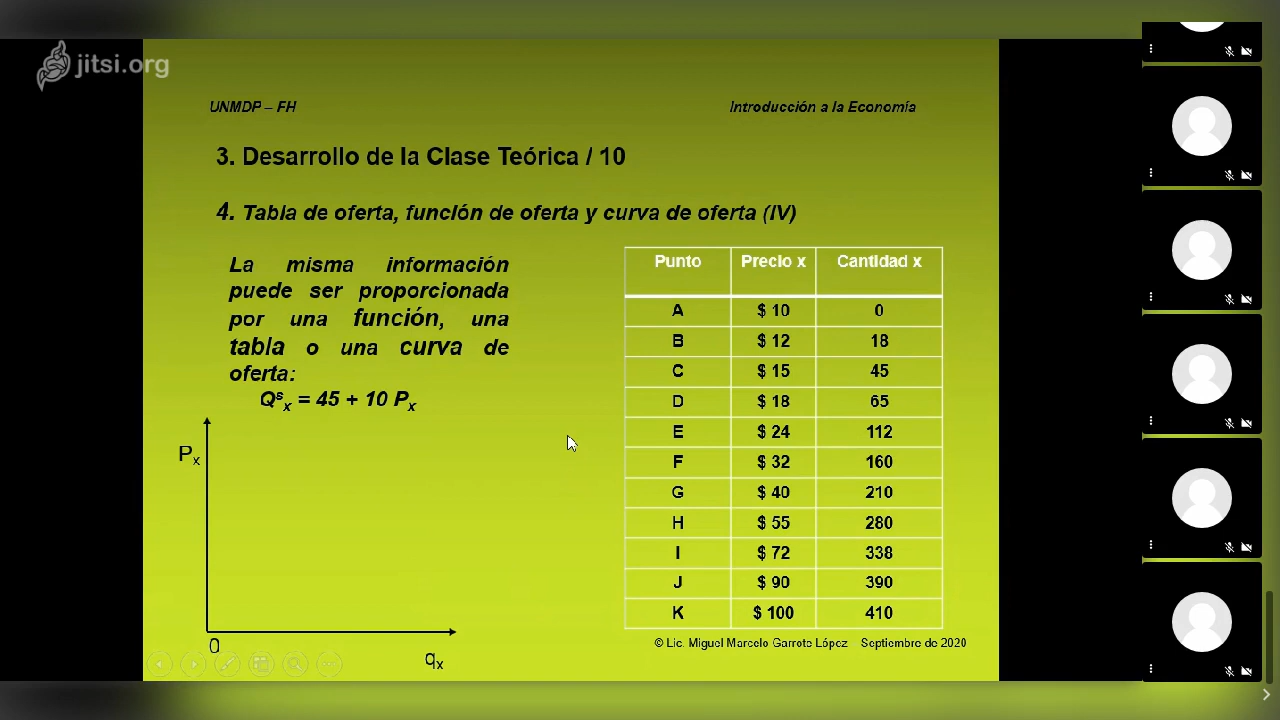 jitsi.org
UNMDP – FH
Introducción a la Economía
3. Desarrollo de la Clase Teórica / 10
4. Tabla de oferta, función de oferta y curva de oferta (IV)
La misma información
puede ser proporcionada
por una función, una
tabla o una curva de
oferta:
Qˢₓ = 45 + 10 Pₓ
Pₓ
0
qₓ
Punto Precio x Cantidad x
A $ 10 0
B $ 12 18
C $ 15 45
D $ 18 65
E $ 24 112
F $ 32 160
G $ 40 210
H $ 55 280
I $ 72 338
J $ 90 390
K $ 100 410
© Lic. Miguel Marcelo Garrote López Septiembre de 2020